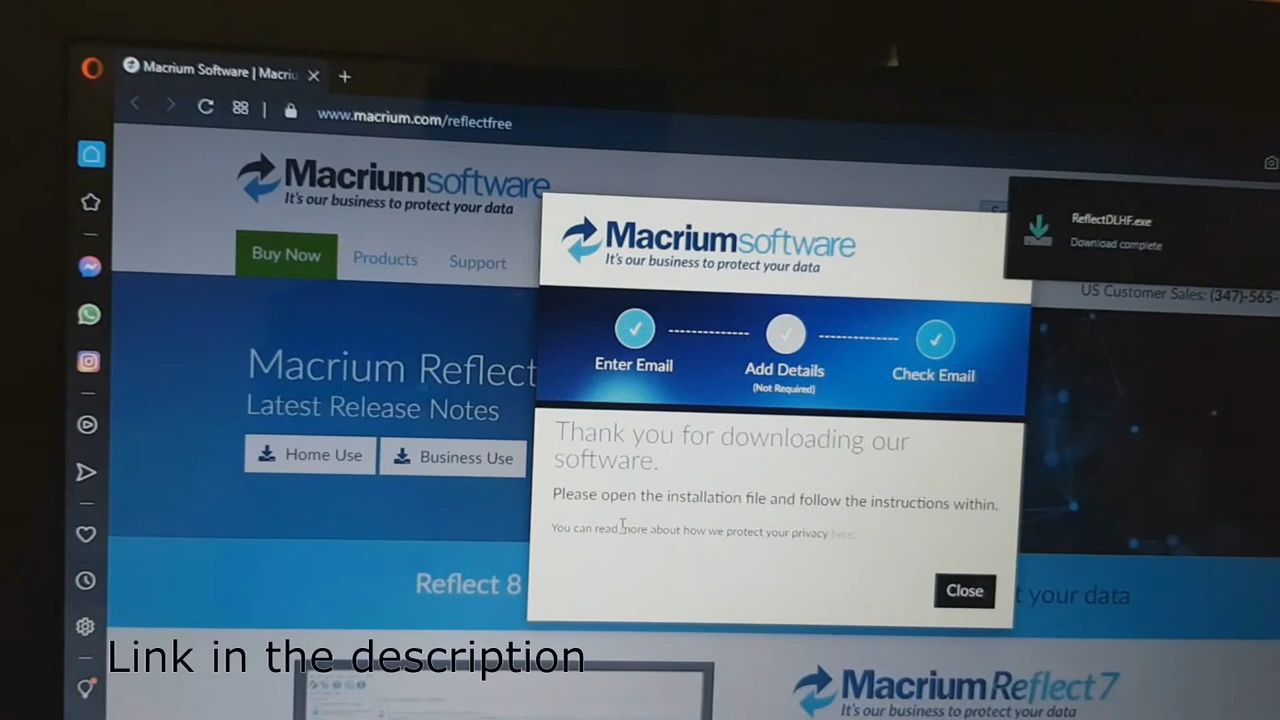 Macrium Software | Macriu
www.macrium.com/reflectfree
Macriumsoftware
It's our business to protect your data
Buy Now
Products
Support
Macriumsoftware
It's our business to protect your data
ReflectDLHF.exe
Download complete
US Customer Sales: (347)-565-
Enter Email
Add Details
(Not Required)
Check Email
Macrium Reflect
Latest Release Notes
Home Use
Business Use
Thank you for downloading our
software.
Please open the installation file and follow the instructions within.
You can read more about how we protect your privacy here.
Close
Reflect 8
t your data
Link in the description
Macrium Reflect 7
It's our business to protect your data